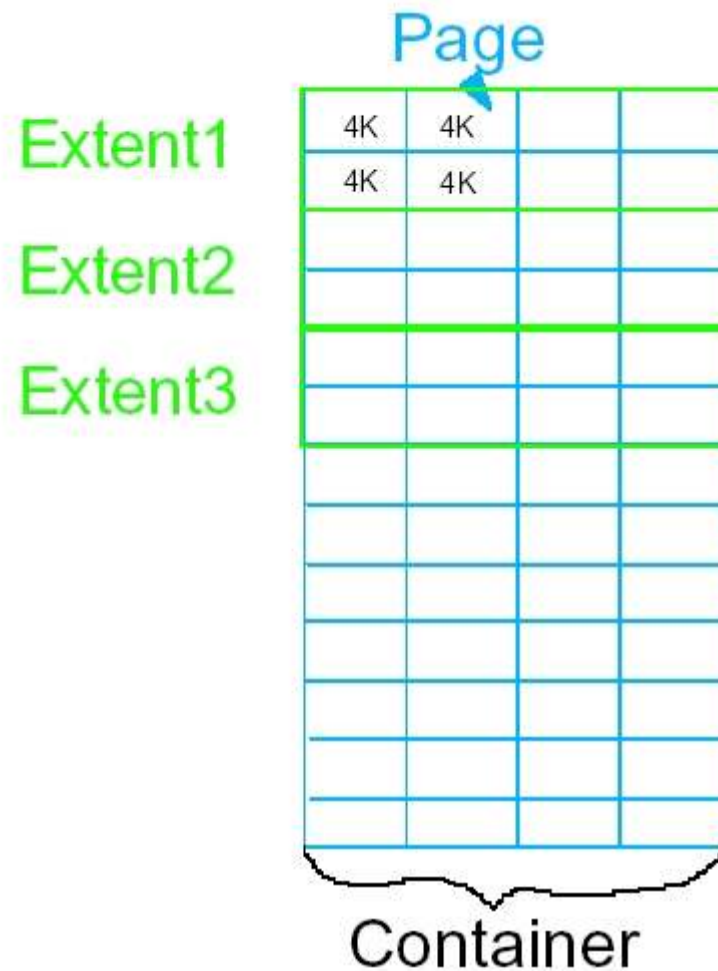 Page
Extent1
4K 4K
4K 4K
Extent2
Extent3
Container